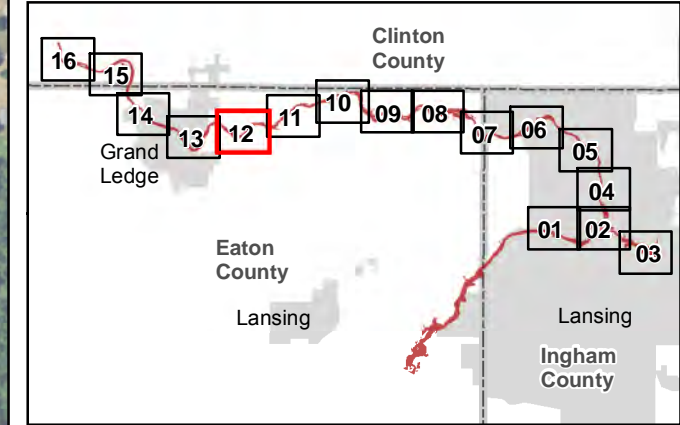 Clinton
County
16
15
14
13
12
11
10
09
08
07
06
05
04
01
02
03
Grand
Ledge
Eaton
County
Lansing
Lansing
Ingham
County